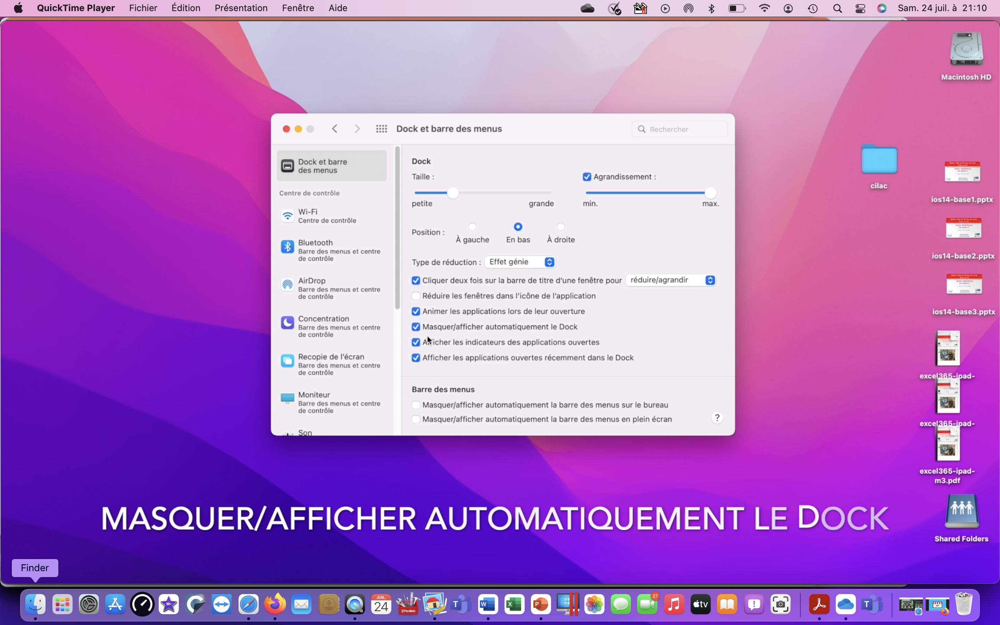 QuickTime Player Fichier Édition Présentation Fenêtre Aide
Sam. 24 juil. à 21:10
Macintosh HD
Dock et barre des menus
Rechercher
Dock et barre
des menus
Centre de contrôle
Wi-Fi
Centre de contrôle
Bluetooth
Barre des menus et centre
de contrôle
AirDrop
Barre des menus et centre
de contrôle
Concentration
Barre des menus et centre
de contrôle
Recopie de l'écran
Barre des menus et centre
de contrôle
Moniteur
Barre des menus et centre
de contrôle
Son
Dock
Taille :
Agrandissement :
petite grande
min. max.
Position :
À gauche En bas À droite
Type de réduction : Effet génie
Cliquer deux fois sur la barre de titre d'une fenêtre pour réduire/agrandir
Réduire les fenêtres dans l'icône de l'application
Animer les applications lors de leur ouverture
Masquer/afficher automatiquement le Dock
Afficher les indicateurs des applications ouvertes
Afficher les applications ouvertes récemment dans le Dock
Barre des menus
Masquer/afficher automatiquement la barre des menus sur le bureau
Masquer/afficher automatiquement la barre des menus en plein écran
?
cilac
ios14-base1.pptx
ios14-base2.pptx
ios14-base3.pptx
excel365-ipad-
excel365-ipad-
excel365-ipad-
m3.pdf
Shared Folders
MASQUER/AFFICHER AUTOMATIQUEMENT LE DOCK
Finder
JUIL.
24
Parallels
T
W
X
P
27
tv
T